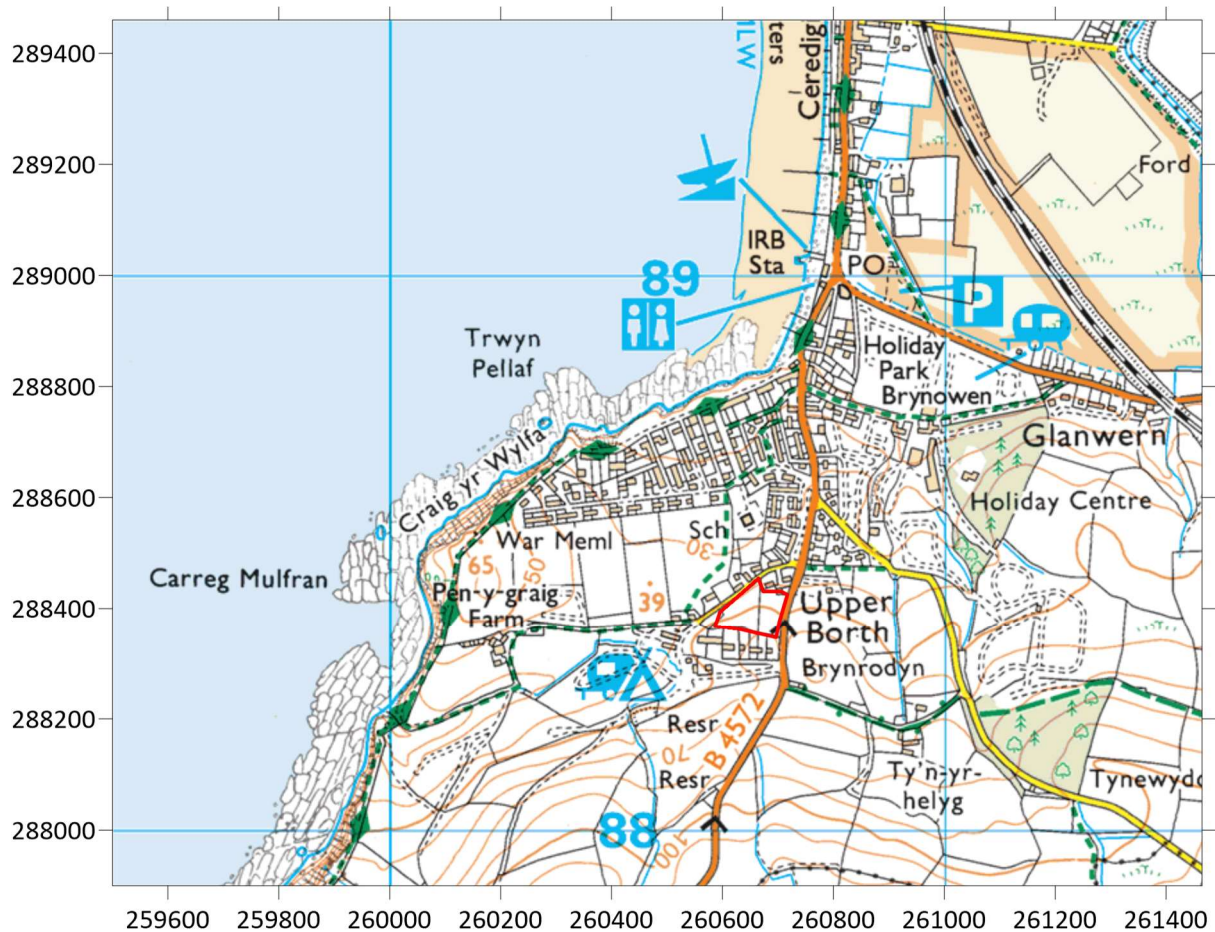 289400
289200
289000
288800
288600
288400
288200
288000
259600
259800
260000
260200
260400
260600
260800
261000
261200
261400
MLW
ters
Ceredig
Ford
IRB
Sta
PO
89
P
Trwyn
Pellaf
Holiday
Park
Brynowen
Craig yr Wylfa
Glanwern
Holiday Centre
Sch
30
War Meml
65
50
Carreg Mulfran
Pen-y-graig
Farm
39
Upper
Borth
Brynrodyn
Resr
70
B 4572
Resr
Ty'n-yr-
helyg
Tynewydd
88
100